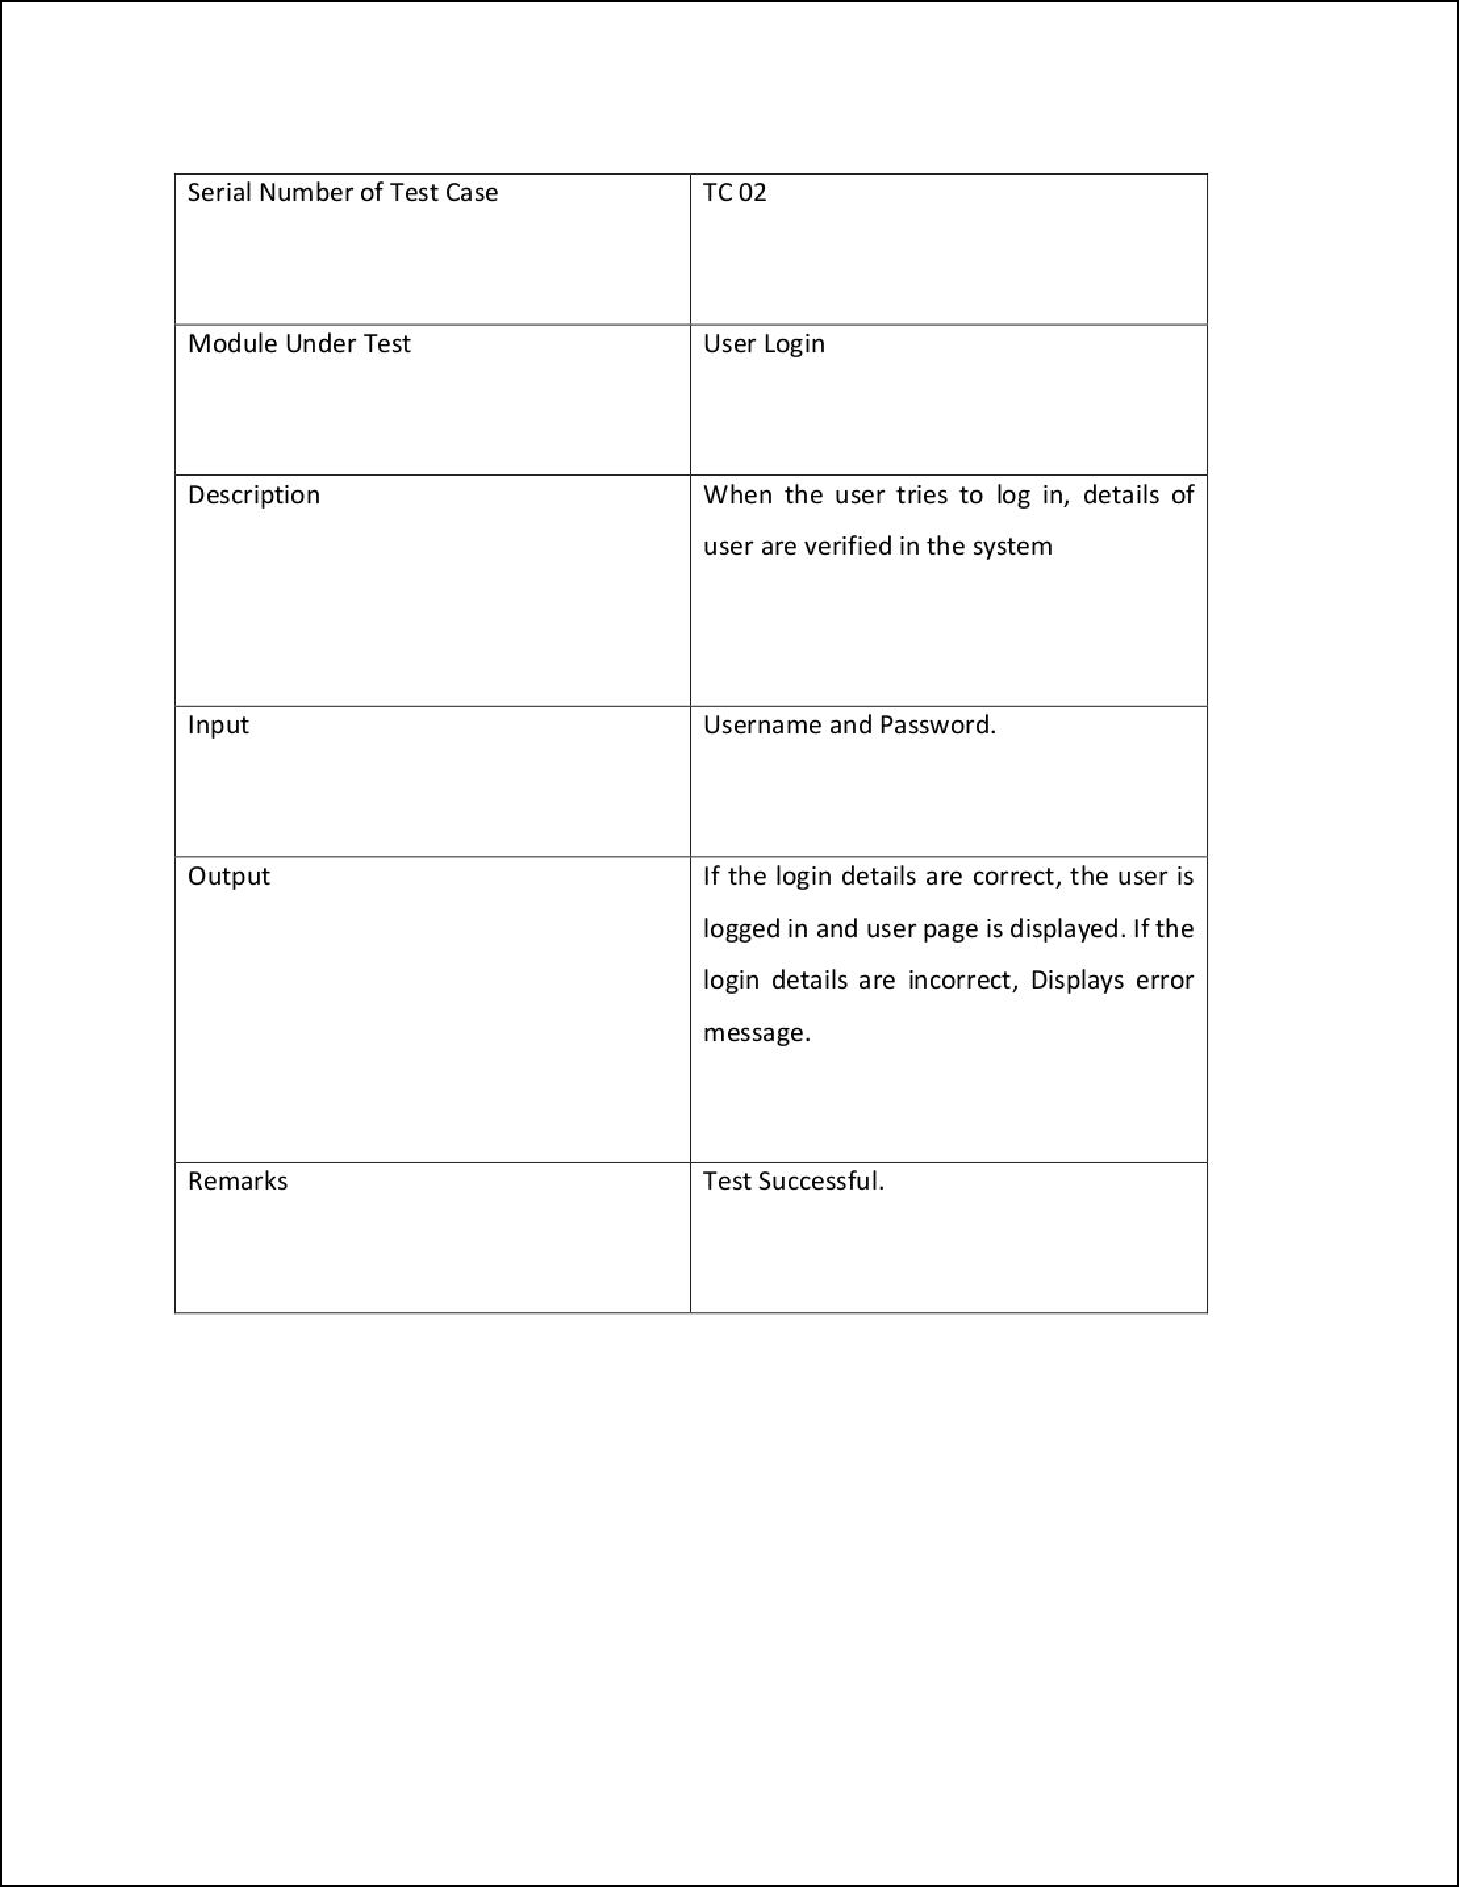 Serial Number of Test Case
TC 02
Module Under Test
User Login
Description
When the user tries to log in, details of
user are verified in the system
Input
Username and Password.
Output
If the login details are correct, the user is
logged in and user page is displayed. If the
login details are incorrect, Displays error
message.
Remarks
Test Successful.